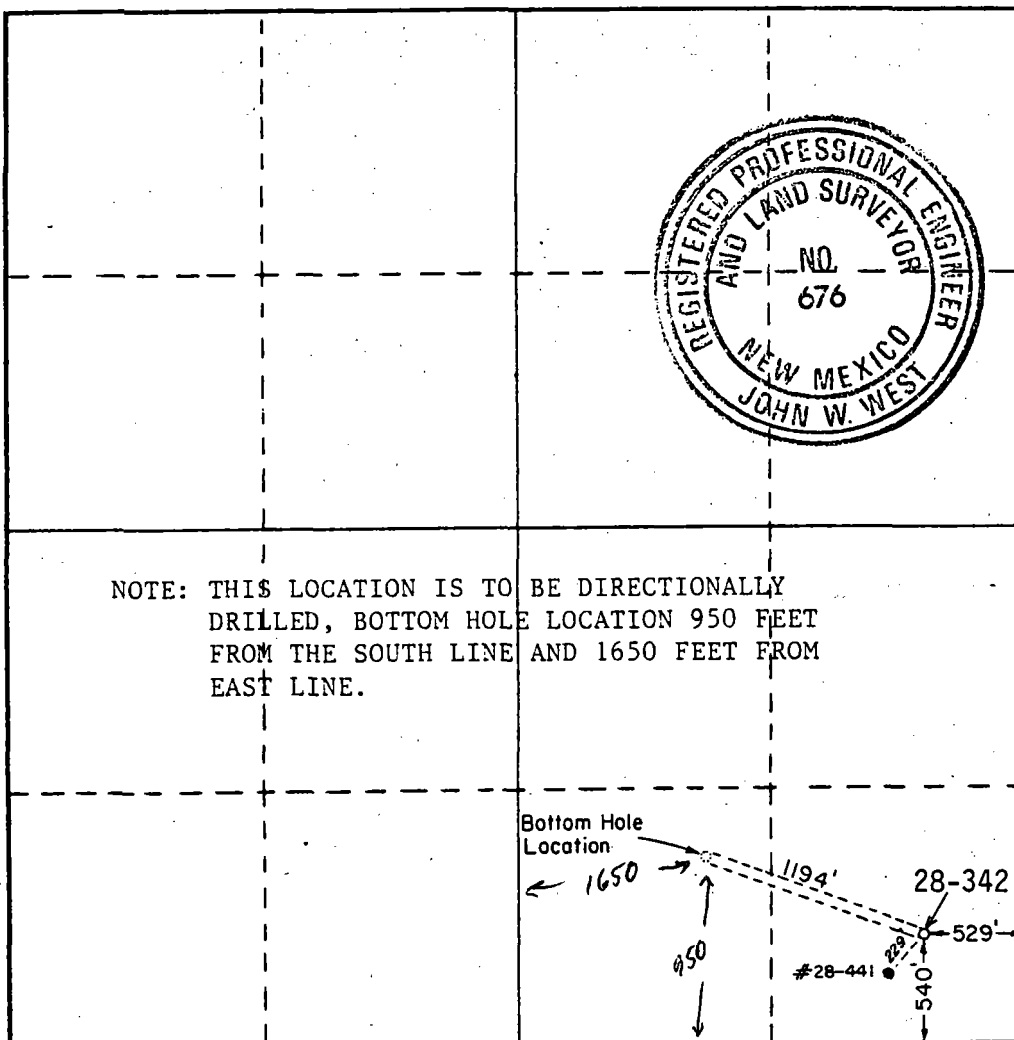 REGISTERED PROFESSIONAL ENGINEER
AND LAND SURVEYOR
NO.
676
NEW MEXICO
JOHN W. WEST
NOTE: THIS LOCATION IS TO BE DIRECTIONALLY
DRILLED, BOTTOM HOLE LOCATION 950 FEET
FROM THE SOUTH LINE AND 1650 FEET FROM
EAST LINE.
Bottom Hole
Location
1650
1194'
28-342
529'
950
229'
#28-441
540'